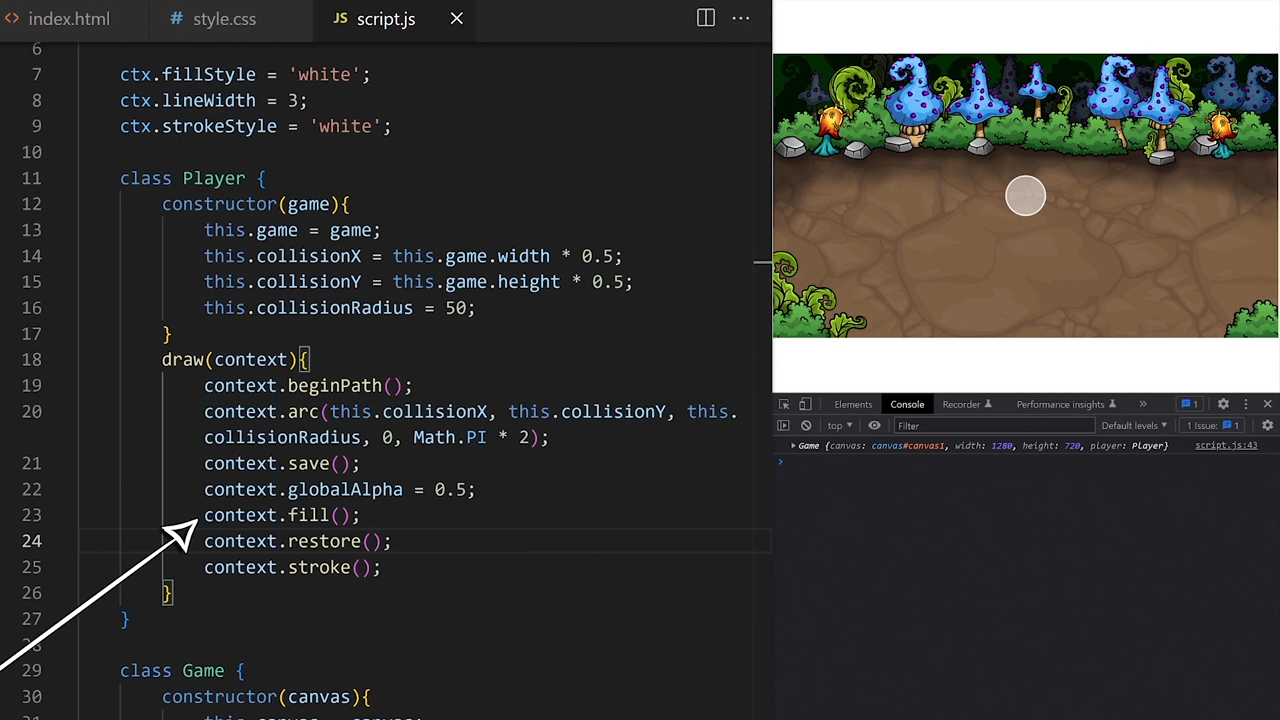 index.html
# style.css
JS script.js
6
7 ctx.fillStyle = 'white';
8 ctx.lineWidth = 3;
9 ctx.strokeStyle = 'white';
10
11 class Player {
12 constructor(game){
13 this.game = game;
14 this.collisionX = this.game.width * 0.5;
15 this.collisionY = this.game.height * 0.5;
16 this.collisionRadius = 50;
17 }
18 draw(context){
19 context.beginPath();
20 context.arc(this.collisionX, this.collisionY, this.
collisionRadius, 0, Math.PI * 2);
21 context.save();
22 context.globalAlpha = 0.5;
23 context.fill();
24 context.restore();
25 context.stroke();
26 }
27 }
28
29 class Game {
30 constructor(canvas){
Elements Console Recorder Performance insights 1
top Filter Default levels 1 Issue: 1
Game {canvas: canvas#canvas1, width: 1280, height: 720, player: Player} script.js:43